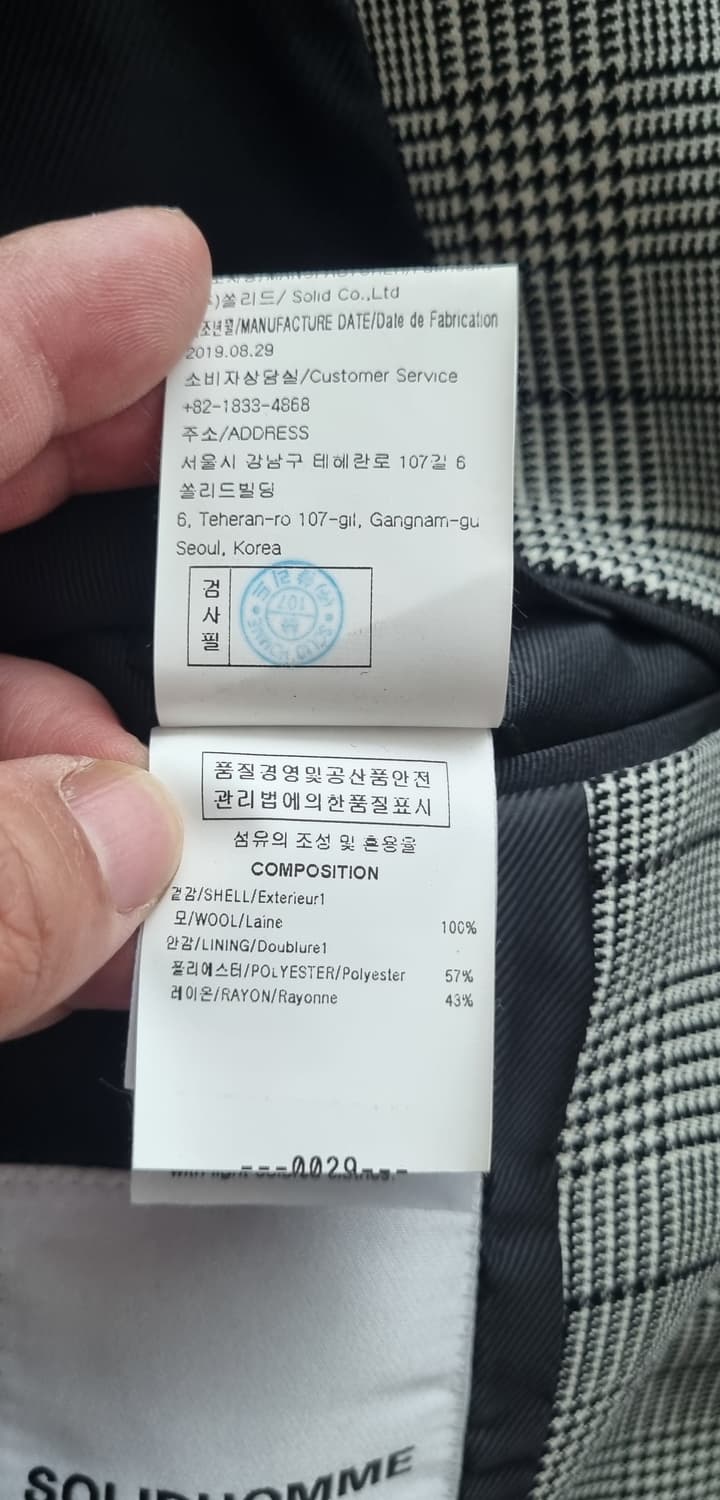 쏠리드/ Solid Co.,Ltd
조년월/MANUFACTURE DATE/Date de Fabrication
2019.08.29
소비자상담실/Customer Service
+82-1833-4868
주소/ADDRESS
서울시 강남구 테헤란로 107길 6
쏠리드빌딩
6, Teheran-ro 107-gil, Gangnam-gu
Seoul, Korea
검사필
107
SOLID HOMME
품질경영및공산품안전
관리법에의한품질표시
섬유의 조성 및 혼용율
COMPOSITION
겉감/SHELL/Exterieur1
모/WOOL/Laine 100%
안감/LINING/Doublure1
폴리에스터/POLYESTER/Polyester 57%
레이온/RAYON/Rayonne 43%
---0029---
SOLIDHOMME